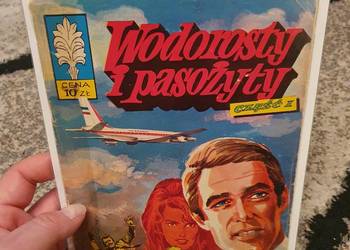 Wodorosty
i pasożyty
CZĘŚĆ I
CENA
10 ZŁ